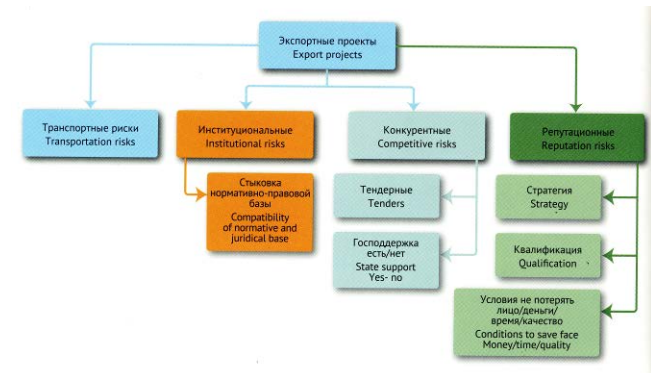 Экспортные проекты
Export projects
Транспортные риски
Transportation risks
Институциональные
Institutional risks
Конкурентные
Competitive risks
Репутационные
Reputation risks
Стыковка
нормативно-правовой
базы
Compatibility
of normative and
juridical base
Тендерные
Tenders
Господдержка
есть/нет
State support
Yes- no
Стратегия
Strategy
Квалификация
Qualification
Условия не потерять
лицо/деньги/
время/качество
Conditions to save face
Money/time/quality